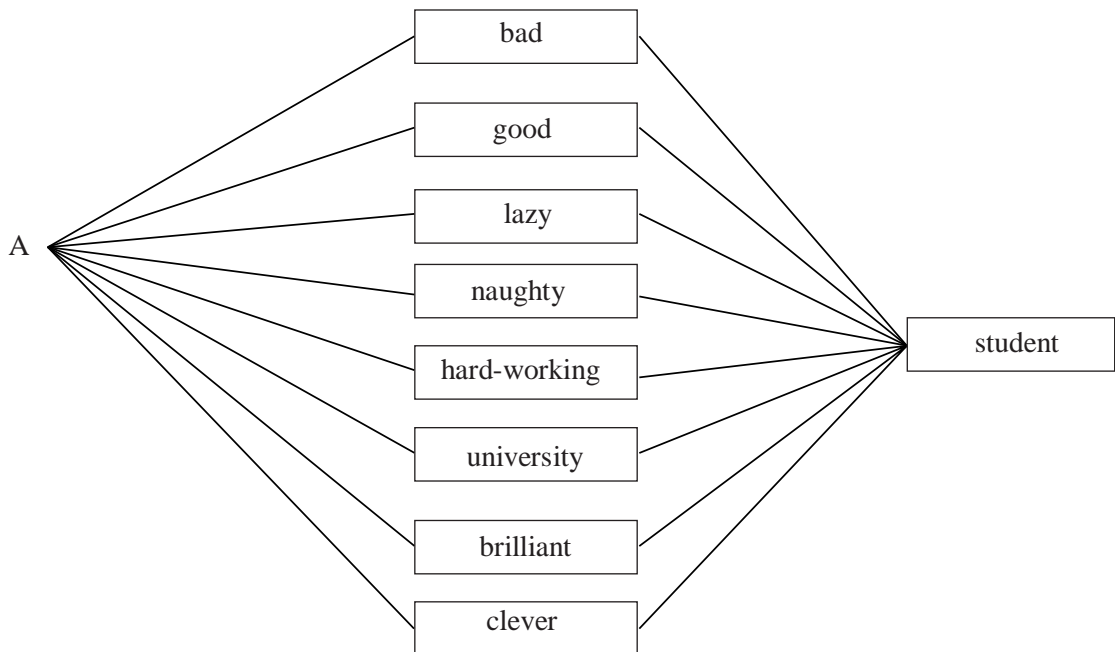 bad
good
lazy
A
naughty
student
hard-working
university
brilliant
clever